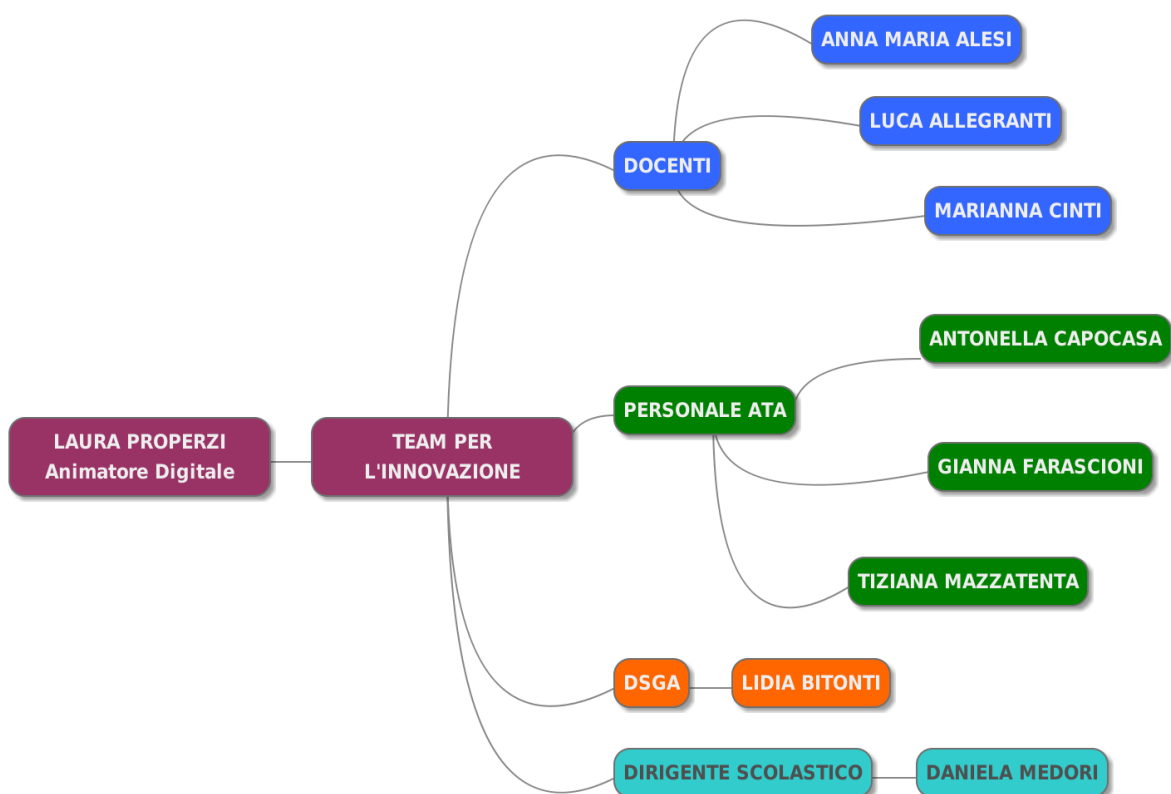 LAURA PROPERZI
Animatore Digitale
TEAM PER
L'INNOVAZIONE
DOCENTI
ANNA MARIA ALESI
LUCA ALLEGRANTI
MARIANNA CINTI
PERSONALE ATA
ANTONELLA CAPOCASA
GIANNA FARASCIONI
TIZIANA MAZZATENTA
DSGA
LIDIA BITONTI
DIRIGENTE SCOLASTICO
DANIELA MEDORI